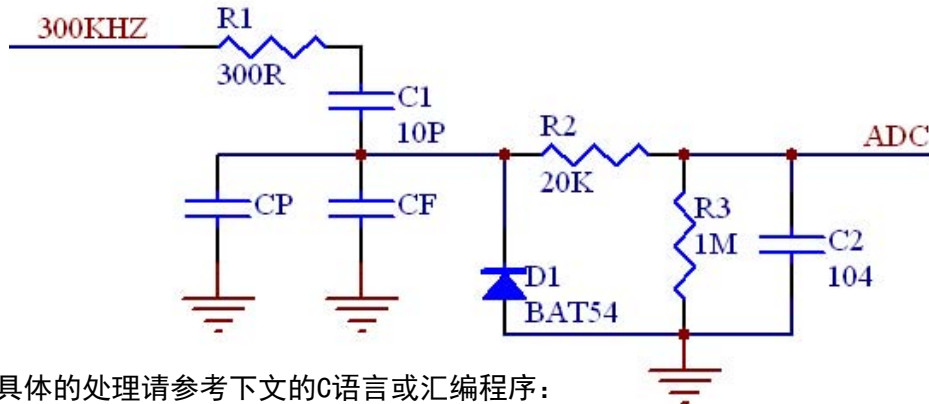 300KHZ
R1
300R
C1
10P
R2
20K
ADC
CP
CF
R3
1M
C2
104
D1
BAT54
具体的处理请参考下文的C语言或汇编程序：